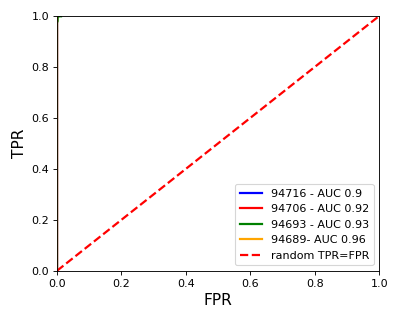 1.0
0.8
0.6
0.4
0.2
0.0
TPR
94716 - AUC 0.9
94706 - AUC 0.92
94693 - AUC 0.93
94689- AUC 0.96
random TPR=FPR
0.0 0.2 0.4 0.6 0.8 1.0
FPR